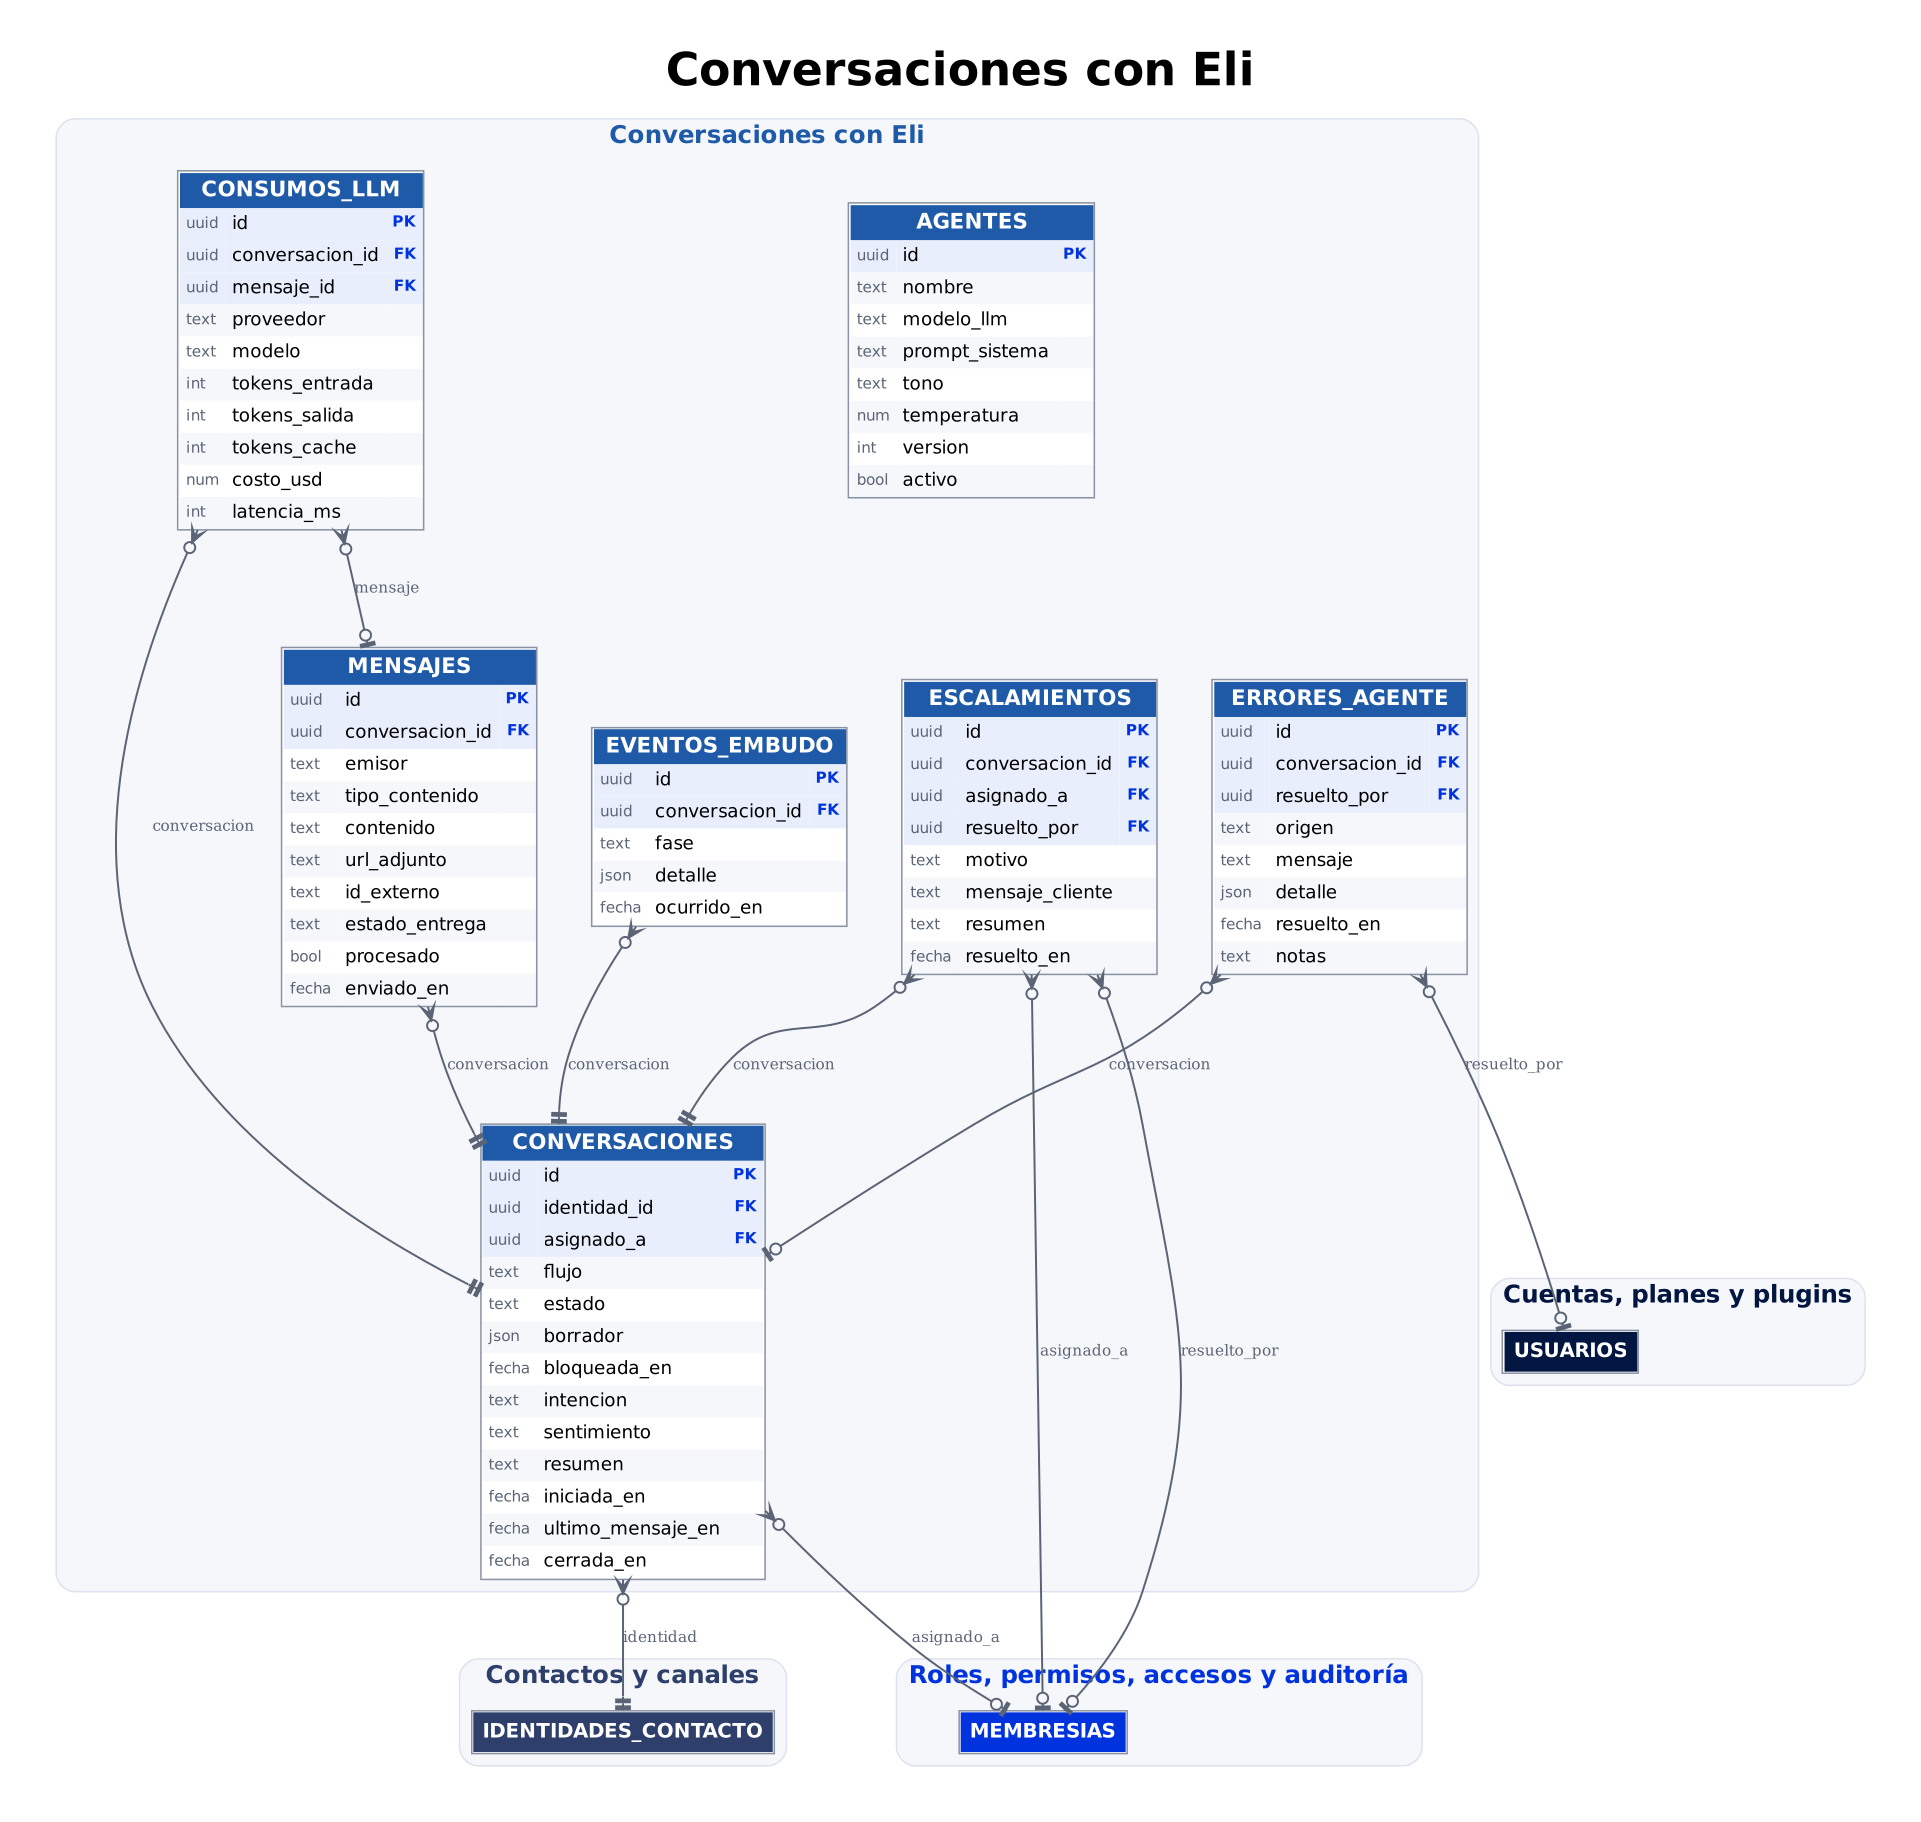 Conversaciones con Eli
Conversaciones con Eli
CONSUMOS_LLM
uuid id PK
uuid conversacion_id FK
uuid mensaje_id FK
text proveedor
text modelo
int tokens_entrada
int tokens_salida
int tokens_cache
num costo_usd
int latencia_ms
AGENTES
uuid id PK
text nombre
text modelo_llm
text prompt_sistema
text tono
num temperatura
int version
bool activo
mensaje
MENSAJES
uuid id PK
uuid conversacion_id FK
text emisor
text tipo_contenido
text contenido
text url_adjunto
text id_externo
text estado_entrega
bool procesado
fecha enviado_en
EVENTOS_EMBUDO
uuid id PK
uuid conversacion_id FK
text fase
json detalle
fecha ocurrido_en
ESCALAMIENTOS
uuid id PK
uuid conversacion_id FK
uuid asignado_a FK
uuid resuelto_por FK
text motivo
text mensaje_cliente
text resumen
fecha resuelto_en
ERRORES_AGENTE
uuid id PK
uuid conversacion_id FK
uuid resuelto_por FK
text origen
text mensaje
json detalle
fecha resuelto_en
text notas
conversacion
conversacion
conversacion
conversacion
conversacion
resuelto_por
CONVERSACIONES
uuid id PK
uuid identidad_id FK
uuid asignado_a FK
text flujo
text estado
json borrador
fecha bloqueada_en
text intencion
text sentimiento
text resumen
fecha iniciada_en
fecha ultimo_mensaje_en
fecha cerrada_en
asignado_a
resuelto_por
Cuentas, planes y plugins
USUARIOS
identidad
asignado_a
Contactos y canales
IDENTIDADES_CONTACTO
Roles, permisos, accesos y auditoría
MEMBRESIAS